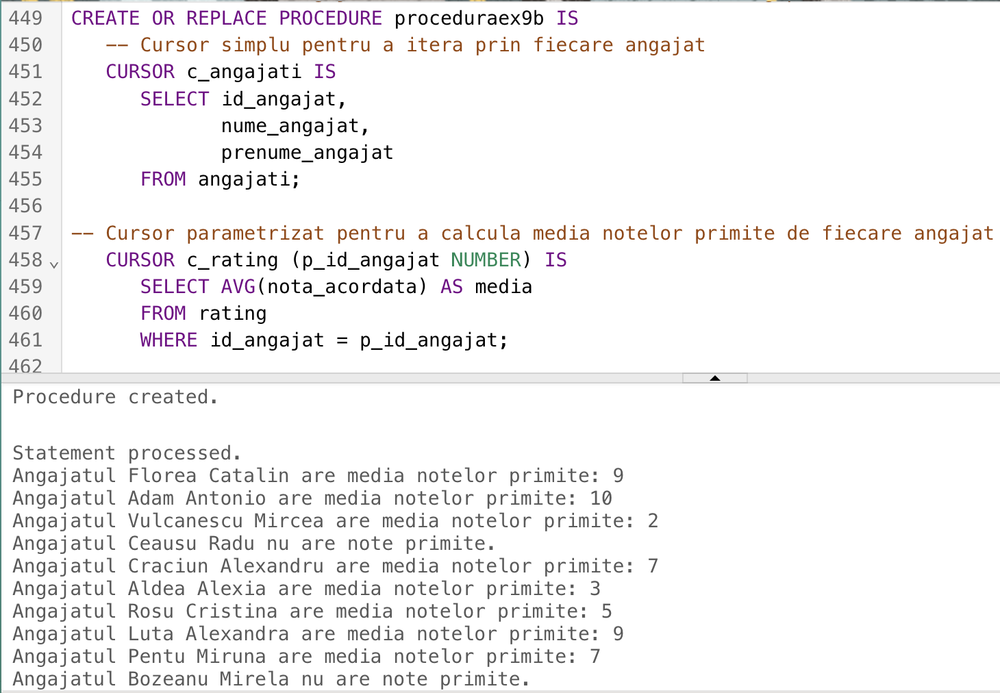 449 CREATE OR REPLACE PROCEDURE proceduraex9b IS
450    -- Cursor simplu pentru a itera prin fiecare angajat
451    CURSOR c_angajati IS
452       SELECT id_angajat,
453              nume_angajat,
454              prenume_angajat
455       FROM angajati;
456
457 -- Cursor parametrizat pentru a calcula media notelor primite de fiecare angajat
458    CURSOR c_rating (p_id_angajat NUMBER) IS
459       SELECT AVG(nota_acordata) AS media
460       FROM rating
461       WHERE id_angajat = p_id_angajat;
462
Procedure created.
Statement processed.
Angajatul Florea Catalin are media notelor primite: 9
Angajatul Adam Antonio are media notelor primite: 10
Angajatul Vulcanescu Mircea are media notelor primite: 2
Angajatul Ceausu Radu nu are note primite.
Angajatul Craciun Alexandru are media notelor primite: 7
Angajatul Aldea Alexia are media notelor primite: 3
Angajatul Rosu Cristina are media notelor primite: 5
Angajatul Luta Alexandra are media notelor primite: 9
Angajatul Pentu Miruna are media notelor primite: 7
Angajatul Bozeanu Mirela nu are note primite.